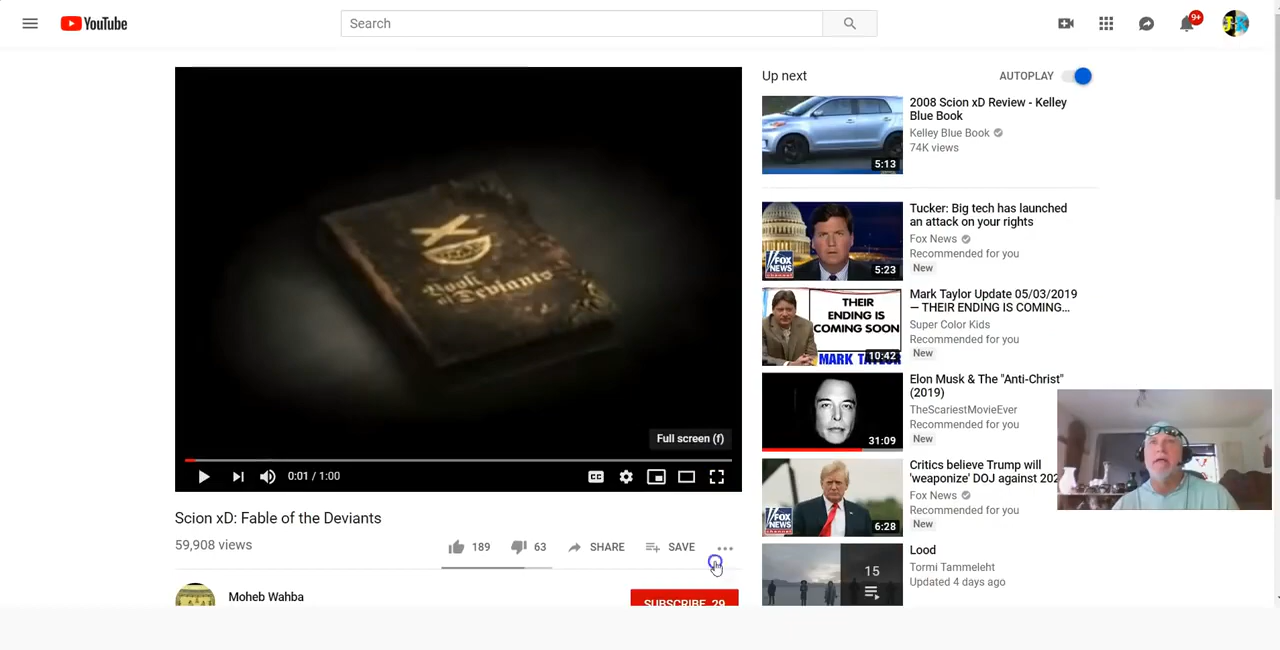 YouTube
Search
9+
Book
of Deviants
Full screen (f)
0:01 / 1:00
CC
Scion xD: Fable of the Deviants
59,908 views
189
63
SHARE
SAVE
Moheb Wahba
SUBSCRIBE 29
Up next
AUTOPLAY
5:13
2008 Scion xD Review - Kelley
Blue Book
Kelley Blue Book
74K views
FOX
NEWS
channel
5:23
Tucker: Big tech has launched
an attack on your rights
Fox News
Recommended for you
New
THEIR
ENDING IS
COMING SOON
10:42
MARK TAYLOR
Mark Taylor Update 05/03/2019
— THEIR ENDING IS COMING...
Super Color Kids
Recommended for you
New
31:09
Elon Musk & The "Anti-Christ"
(2019)
TheScariestMovieEver
Recommended for you
New
FOX
NEWS
channel
6:28
Critics believe Trump will
'weaponize' DOJ against 202
Fox News
Recommended for you
New
15
Lood
Tormi Tammeleht
Updated 4 days ago